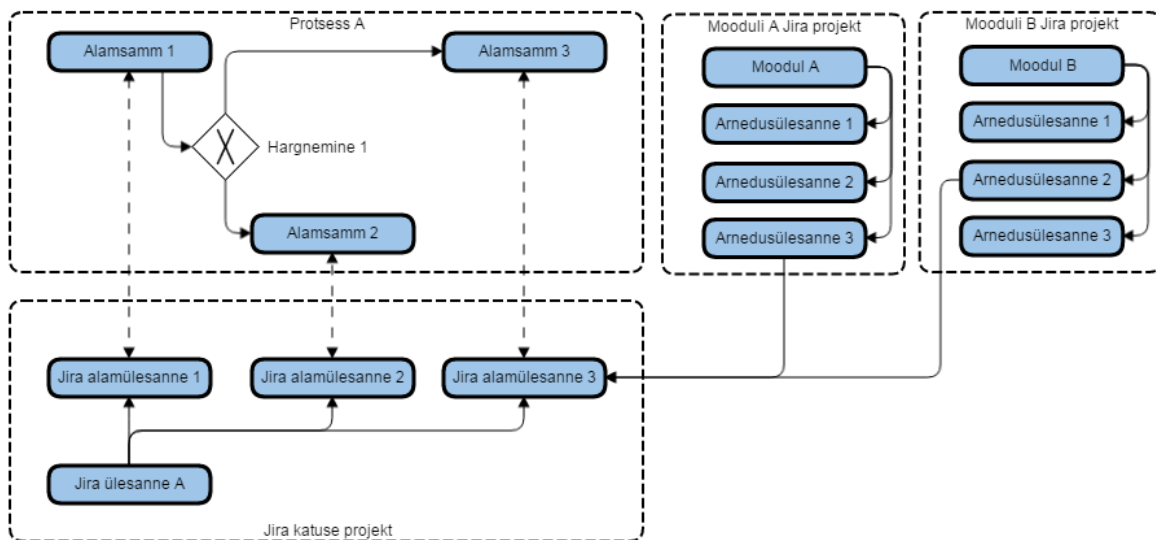 Protsess A
Alamsamm 1
Alamsamm 3
Hargnemine 1
Alamsamm 2
Mooduli A Jira projekt
Moodul A
Arnedusülesanne 1
Arnedusülesanne 2
Arnedusülesanne 3
Mooduli B Jira projekt
Moodul B
Arnedusülesanne 1
Arnedusülesanne 2
Arnedusülesanne 3
Jira alamülesanne 1
Jira alamülesanne 2
Jira alamülesanne 3
Jira ülesanne A
Jira katuse projekt